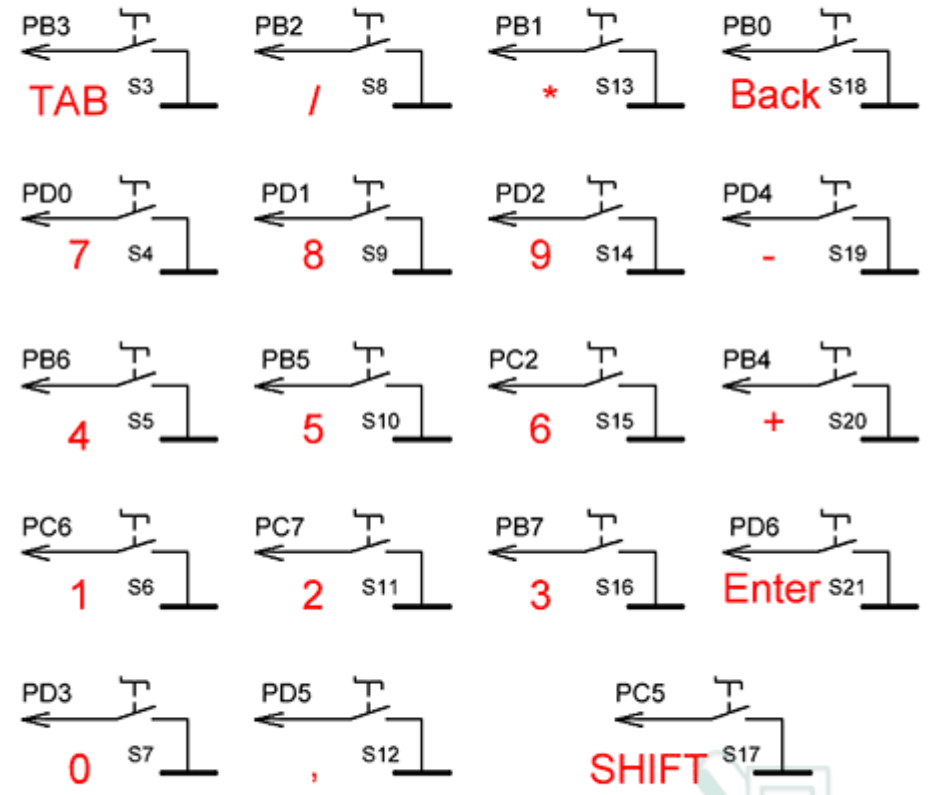 PB3 PB2 PB1 PB0
TAB S3 / S8 * S13 Back S18
PD0 PD1 PD2 PD4
7 S4 8 S9 9 S14 - S19
PB6 PB5 PC2 PB4
4 S5 5 S10 6 S15 + S20
PC6 PC7 PB7 PD6
1 S6 2 S11 3 S16 Enter S21
PD3 PD5 PC5
0 S7 , S12 SHIFT S17